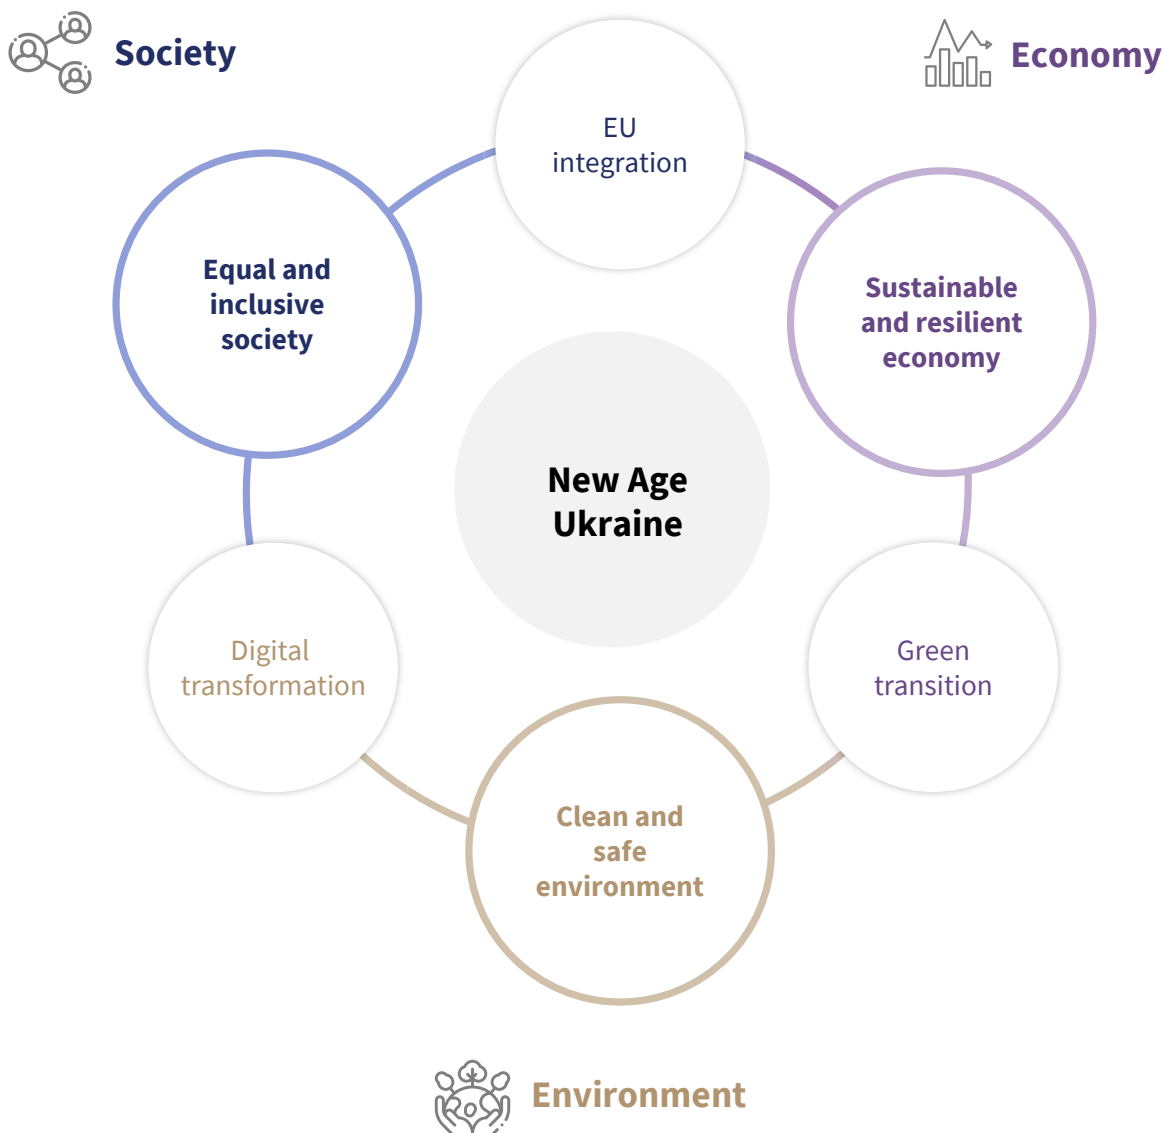 Society
Economy
EU
integration
Equal and
inclusive
society
Sustainable
and resilient
economy
New Age
Ukraine
Digital
transformation
Green
transition
Clean and
safe
environment
Environment